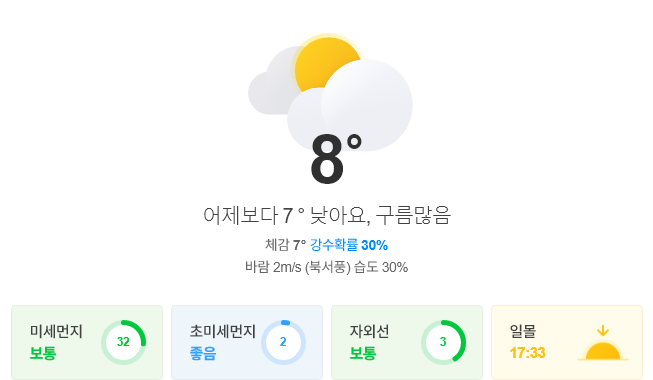 8°
어제보다 7° 낮아요, 구름많음
체감 7° 강수확률 30%
바람 2m/s (북서풍) 습도 30%
미세먼지
보통
32
초미세먼지
좋음
2
자외선
보통
3
일몰
17:33